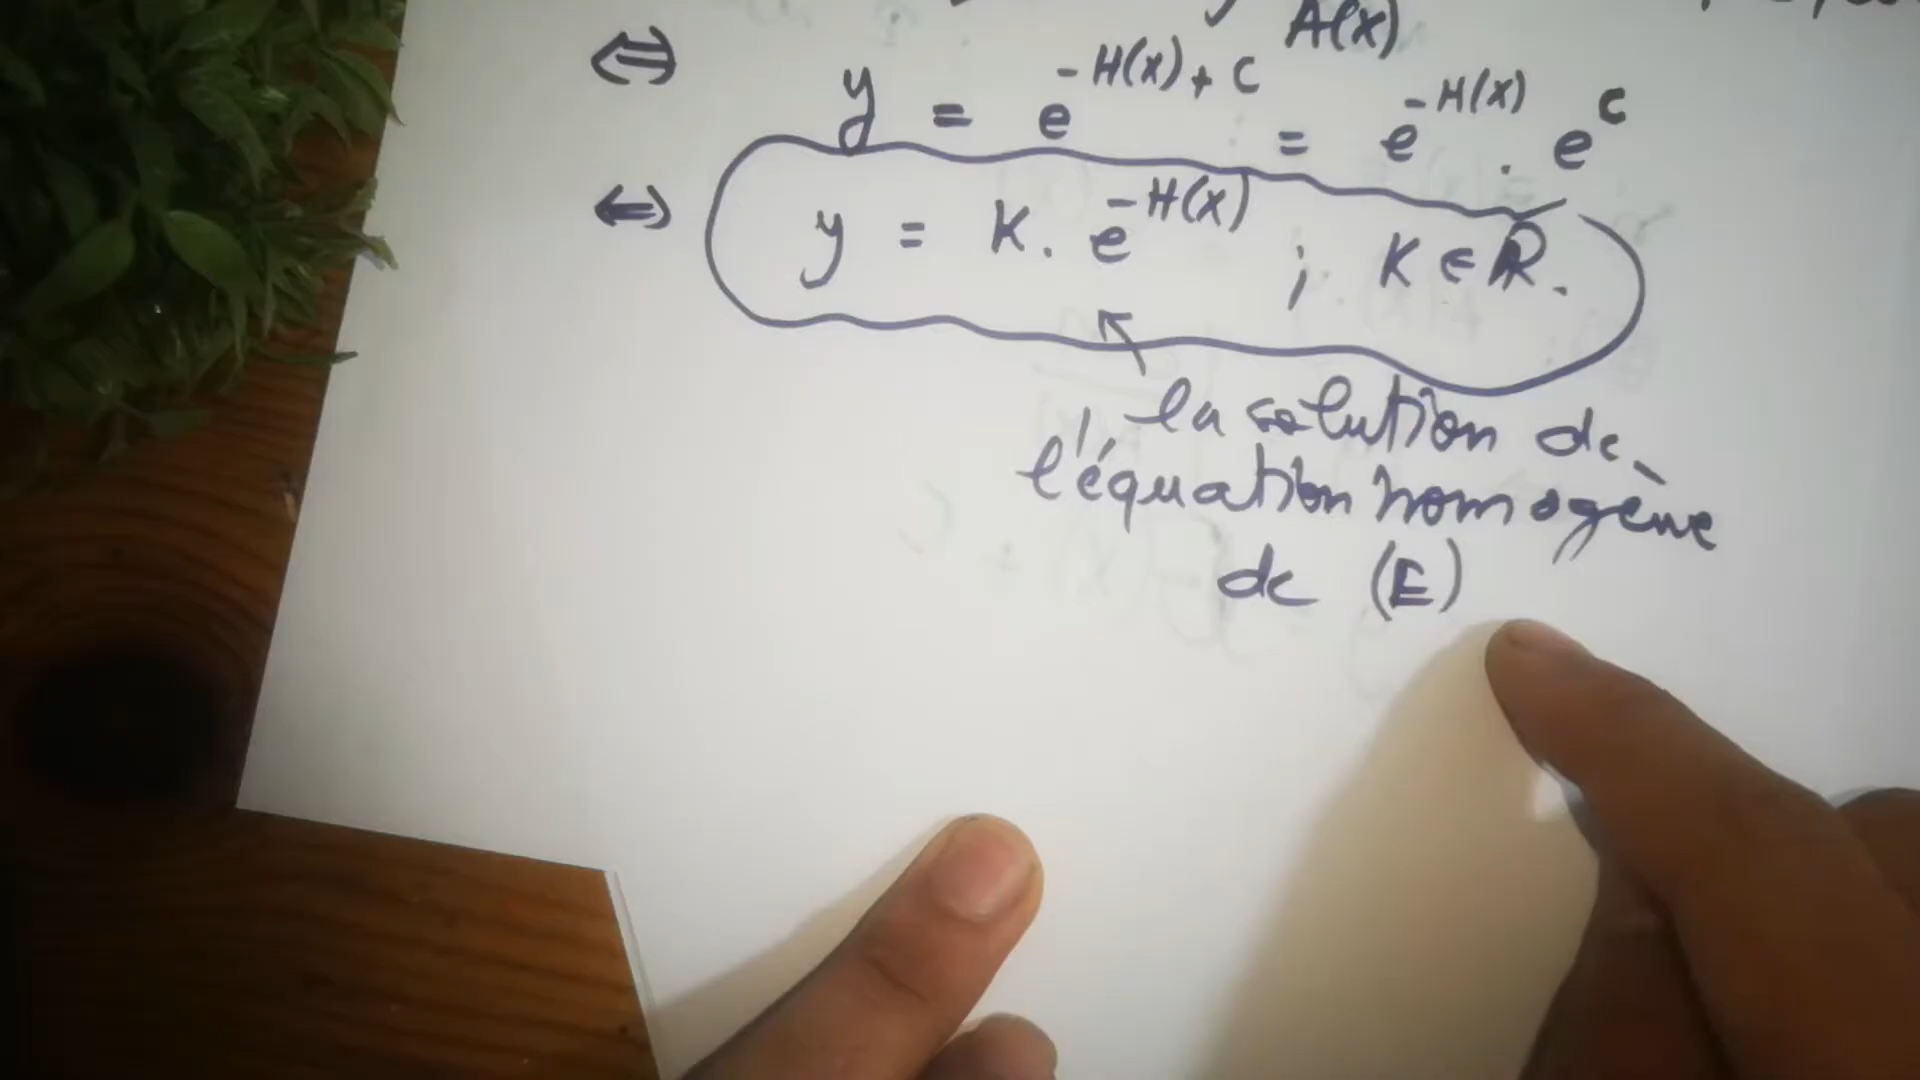 A(x)
⇔ y = e^{-H(x) + C} = e^{-H(x)} . e^C
⇔ y = K . e^{-H(x)} ; K ∈ ℝ.
la solution de
l'équation homogène
de (E)